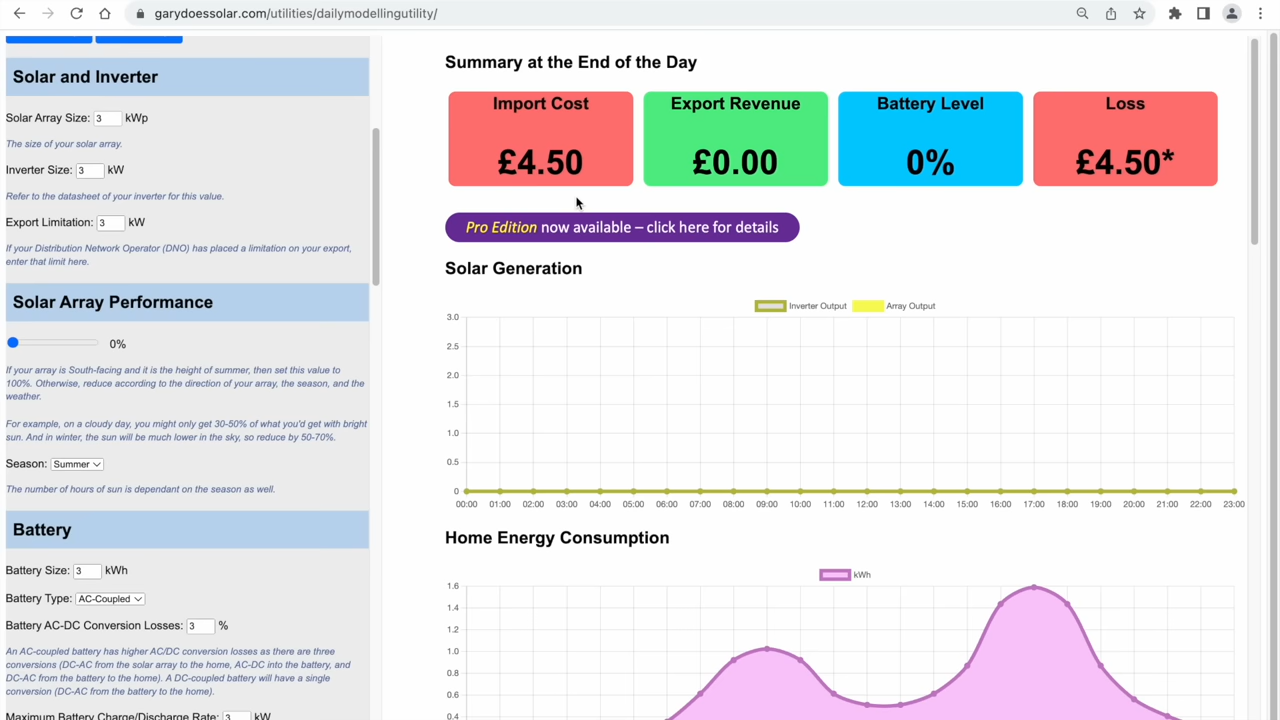 garydoessolar.com/utilities/dailymodellingutility/
Solar and Inverter
Solar Array Size: 3 kWp
The size of your solar array.
Inverter Size: 3 kW
Refer to the datasheet of your inverter for this value.
Export Limitation: 3 kW
If your Distribution Network Operator (DNO) has placed a limitation on your export,
enter that limit here.
Solar Array Performance
0%
If your array is South-facing and it is the height of summer, then set this value to
100%. Otherwise, reduce according to the direction of your array, the season, and the
weather.
For example, on a cloudy day, you might only get 30-50% of what you'd get with bright
sun. And in winter, the sun will be much lower in the sky, so reduce by 50-70%.
Season: Summer
The number of hours of sun is dependant on the season as well.
Battery
Battery Size: 3 kWh
Battery Type: AC-Coupled
Battery AC-DC Conversion Losses: 3 %
An AC-coupled battery has higher AC/DC conversion losses as there are three
conversions (DC-AC from the solar array to the home, AC-DC into the battery, and
DC-AC from the battery to the home). A DC-coupled battery will have a single
conversion (DC-AC from the battery to the home).
Maximum Battery Charge/Discharge Rate: 3 kW
Summary at the End of the Day
Import Cost
£4.50
Export Revenue
£0.00
Battery Level
0%
Loss
£4.50*
Pro Edition now available – click here for details
Solar Generation
Inverter Output Array Output
3.0
2.5
2.0
1.5
1.0
0.5
0
00:00 01:00 02:00 03:00 04:00 05:00 06:00 07:00 08:00 09:00 10:00 11:00 12:00 13:00 14:00 15:00 16:00 17:00 18:00 19:00 20:00 21:00 22:00 23:00
Home Energy Consumption
kWh
1.6
1.4
1.2
1.0
0.8
0.6
0.4